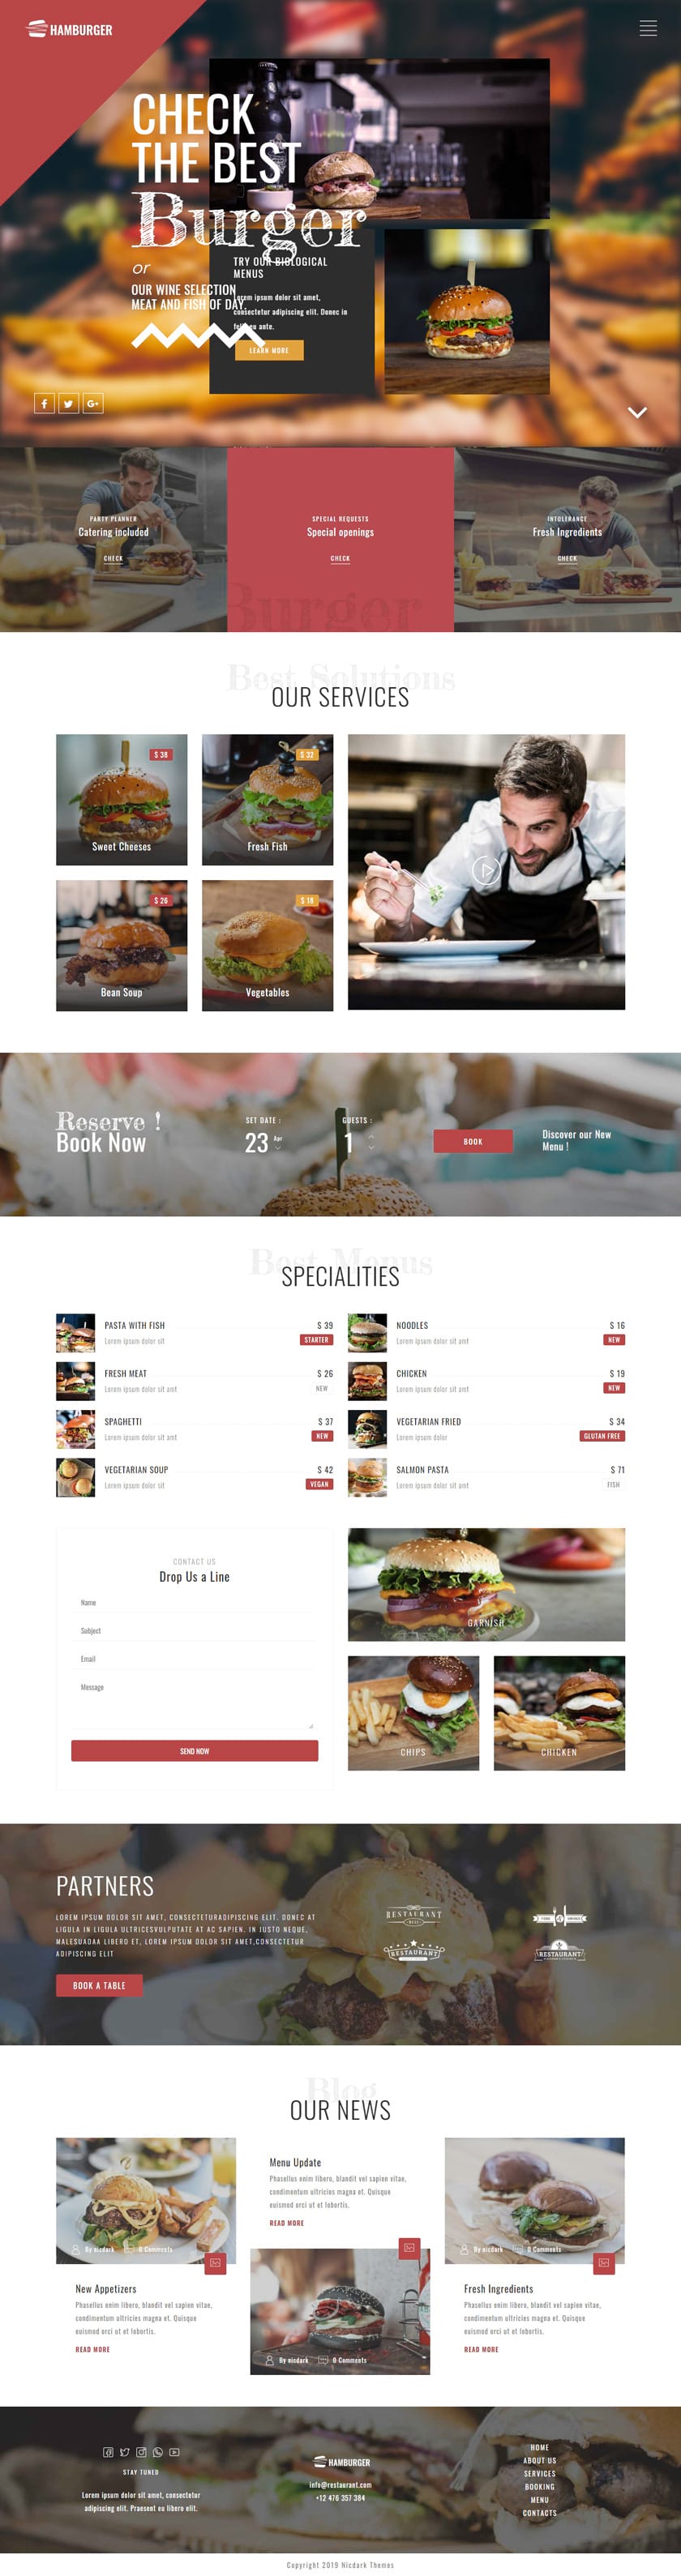 HAMBURGER
CHECK
THE BEST
Burger
or
OUR WINE SELECTION
MEAT AND FISH OF DAY.
TRY OUR BIOLOGICAL
MENUS
Lorem ipsum dolor sit amet,
consectetur adipiscing elit. Donec in
felis eu ante.
LEARN MORE
PARTY PLANNER
Catering included
CHECK
SPECIAL REQUESTS
Special openings
CHECK
Burger
INTOLERANCE
Fresh Ingredients
CHECK
Best Solutions
OUR SERVICES
$ 38
Sweet Cheeses
$ 32
Fresh Fish
$ 26
Bean Soup
$ 18
Vegetables
Reserve !
Book Now
SET DATE :
23 Apr
GUESTS :
1
BOOK
Discover our New
Menu !
Best Menus
SPECIALITIES
PASTA WITH FISH $ 39
Lorem ipsum dolor sit STARTER
FRESH MEAT $ 26
Lorem ipsum dolor sit amt NEW
SPAGHETTI $ 37
Lorem ipsum dolor sit amt NEW
VEGETARIAN SOUP $ 42
Lorem ipsum dolor sit VEGAN
NOODLES $ 16
Lorem ipsum dolor sit amt NEW
CHICKEN $ 19
Lorem ipsum dolor sit amt NEW
VEGETARIAN FRIED $ 34
Lorem ipsum dolor GLUTAN FREE
SALMON PASTA $ 71
Lorem ipsum dolor sit amt FISH
CONTACT US
Drop Us a Line
Name
Subject
Email
Message
SEND NOW
GARNISH
CHIPS
CHICKEN
PARTNERS
LOREM IPSUM DOLOR SIT AMET, CONSECTETURADIPISCING ELIT. DONEC AT
LIGULA IN LIGULA ULTRICESVULPUTATE AT AC SAPIEN. IN JUSTO NEQUE,
MALESUADAA LIBERO ET, LOREM IPSUM DOLOR SIT AMET,CONSECTETUR
ADIPISCING ELIT
BOOK A TABLE
RESTAURANT
RESTAURANT
RESTAURANT
Blog
OUR NEWS
By nicdark 0 Comments
New Appetizers
Phasellus enim libero, blandit vel sapien vitae,
condimentum ultricies magna et. Quisque
euismod orci ut et lobortis.
READ MORE
Menu Update
Phasellus enim libero, blandit vel sapien vitae,
condimentum ultricies magna et. Quisque
euismod orci ut et lobortis.
READ MORE
By nicdark 0 Comments
By nicdark 0 Comments
Fresh Ingredients
Phasellus enim libero, blandit vel sapien vitae,
condimentum ultricies magna et. Quisque
euismod orci ut et lobortis.
READ MORE
STAY TUNED
Lorem ipsum dolor sit amet, consectetur
adipiscing elit. Praesent eu libero elit.
HAMBURGER
info@restaurant.com
+12 476 357 384
HOME
ABOUT US
SERVICES
BOOKING
MENU
CONTACTS
Copyright 2019 Nicdark Themes